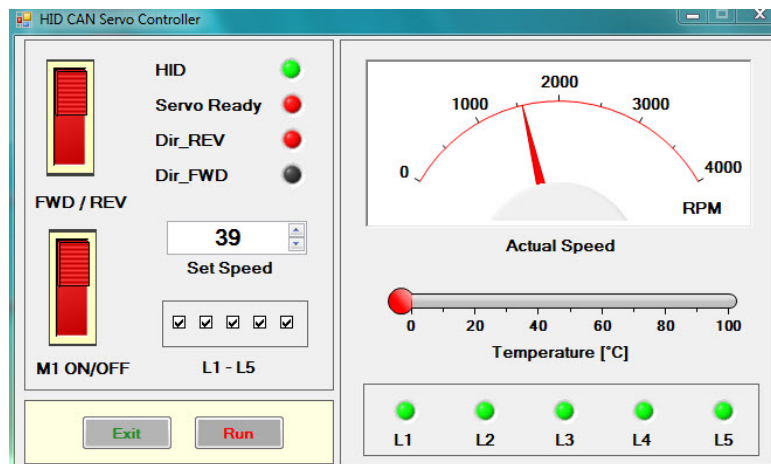 HID CAN Servo Controller
HID
Servo Ready
Dir_REV
Dir_FWD
FWD / REV
39
Set Speed
M1 ON/OFF
L1 - L5
Exit
Run
0
1000
2000
3000
4000
RPM
Actual Speed
0 20 40 60 80 100
Temperature [°C]
L1 L2 L3 L4 L5